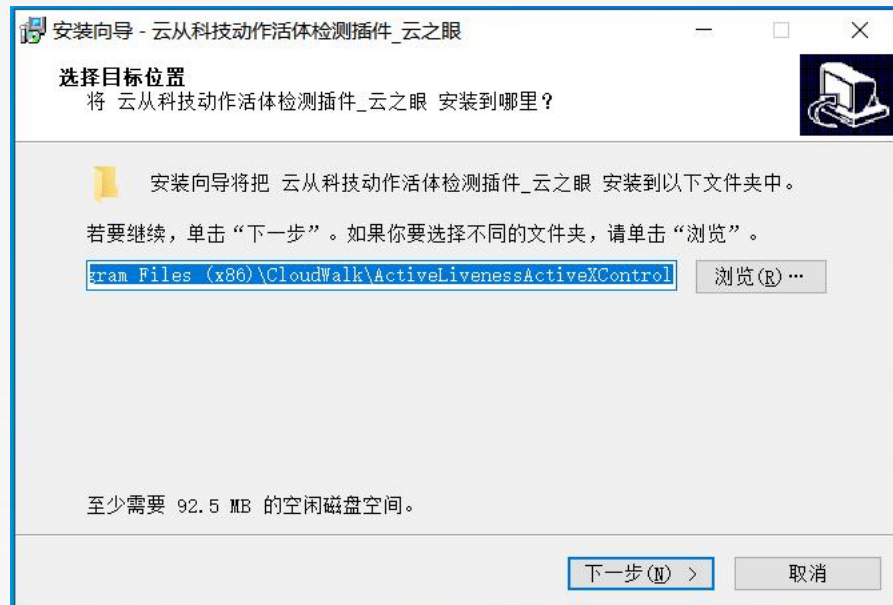 安装向导 - 云从科技动作活体检测插件_云之眼
选择目标位置
将 云从科技动作活体检测插件_云之眼 安装到哪里？
安装向导将把 云从科技动作活体检测插件_云之眼 安装到以下文件夹中。
若要继续，单击“下一步”。如果你要选择不同的文件夹，请单击“浏览”。
gram Files (x86)\CloudWalk\ActiveLivenessActiveXControl
浏览(R)…
至少需要 92.5 MB 的空闲磁盘空间。
下一步(N) >
取消